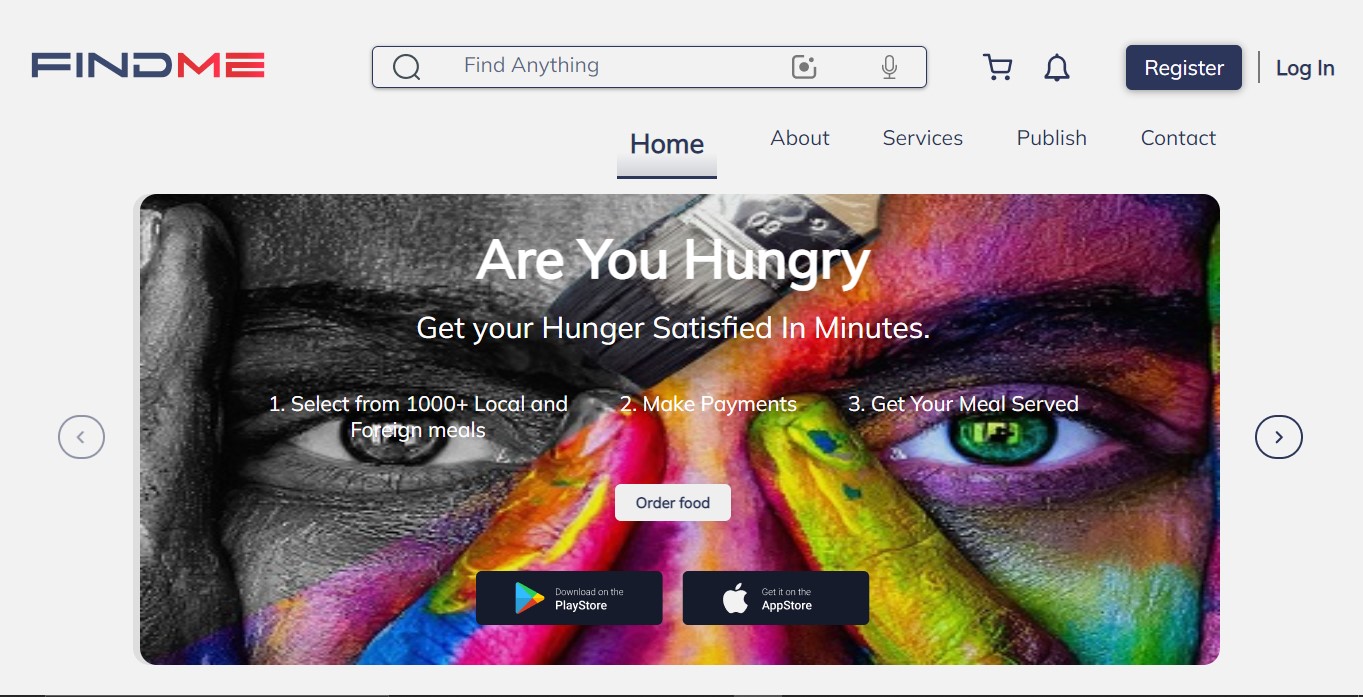 FINDME
Find Anything
Register
Log In
Home
About
Services
Publish
Contact
Are You Hungry
Get your Hunger Satisfied In Minutes.
1. Select from 1000+ Local and
Foreign meals
2. Make Payments
3. Get Your Meal Served
Order food
Download on the
PlayStore
Get it on the
AppStore